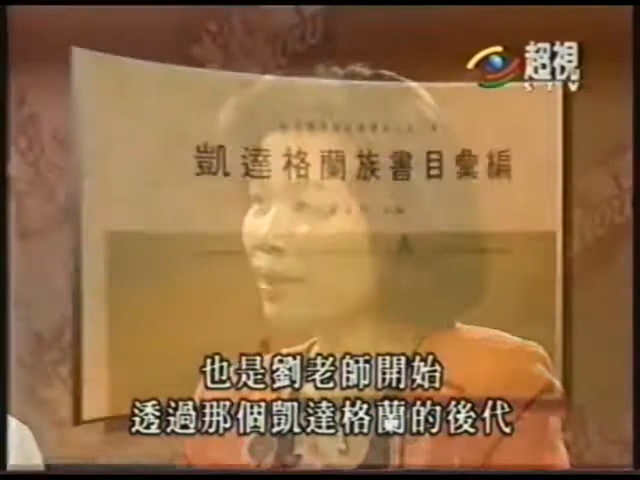 超視
STV
凱達格蘭族書目彙編
也是劉老師開始
透過那個凱達格蘭的後代